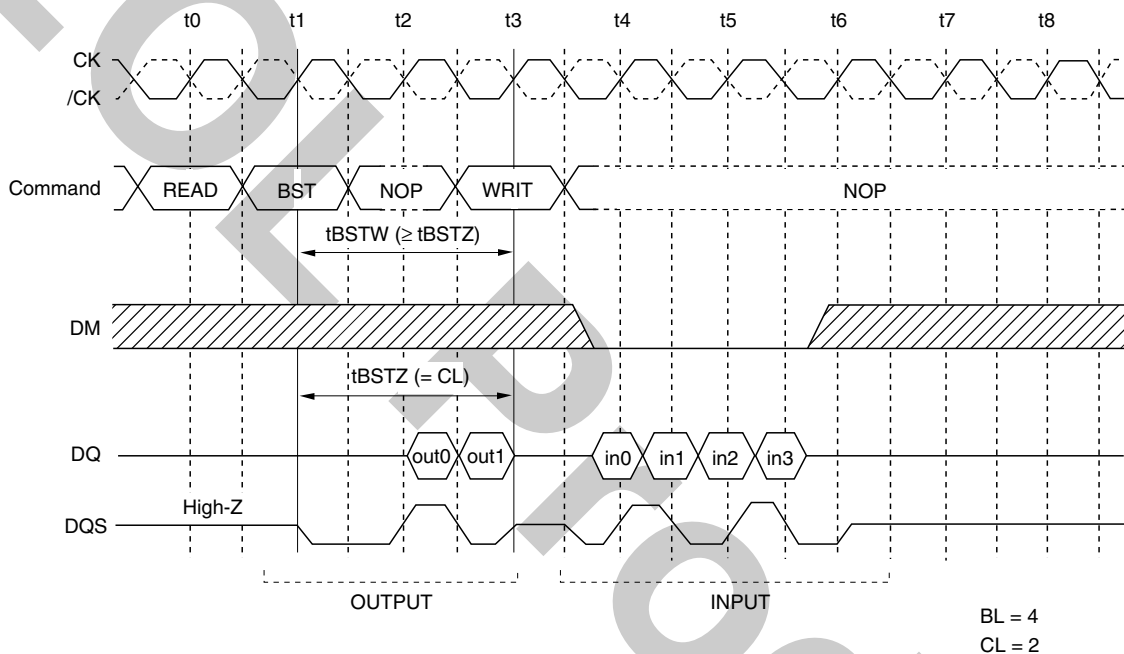 t0 t1 t2 t3 t4 t5 t6 t7 t8
CK
/CK
Command READ BST NOP WRIT NOP
tBSTW (≥ tBSTZ)
DM
tBSTZ (= CL)
DQ out0 out1 in0 in1 in2 in3
High-Z
DQS
OUTPUT INPUT
BL = 4
CL = 2